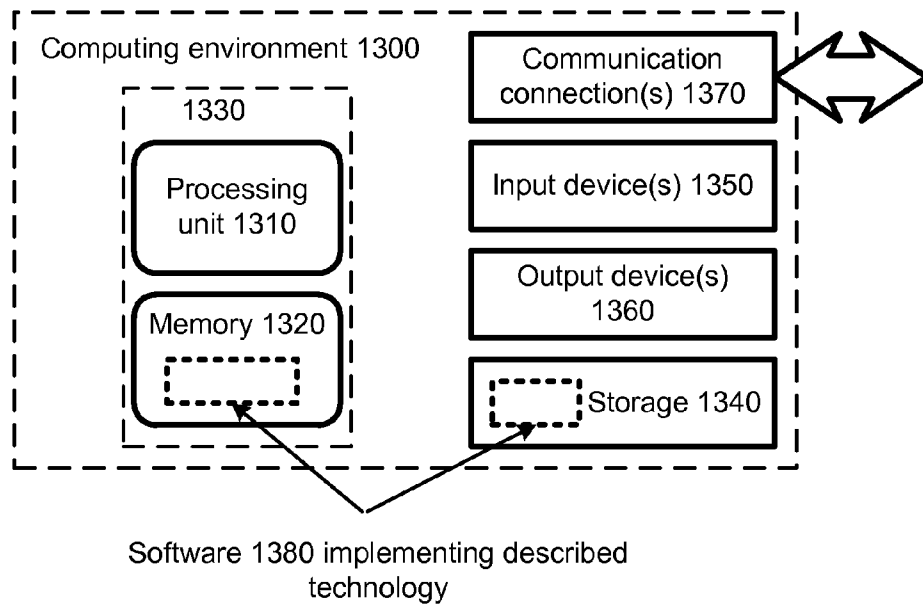 Computing environment 1300
1330
Processing
unit 1310
Memory 1320
Communication
connection(s) 1370
Input device(s) 1350
Output device(s)
1360
Storage 1340
Software 1380 implementing described
technology